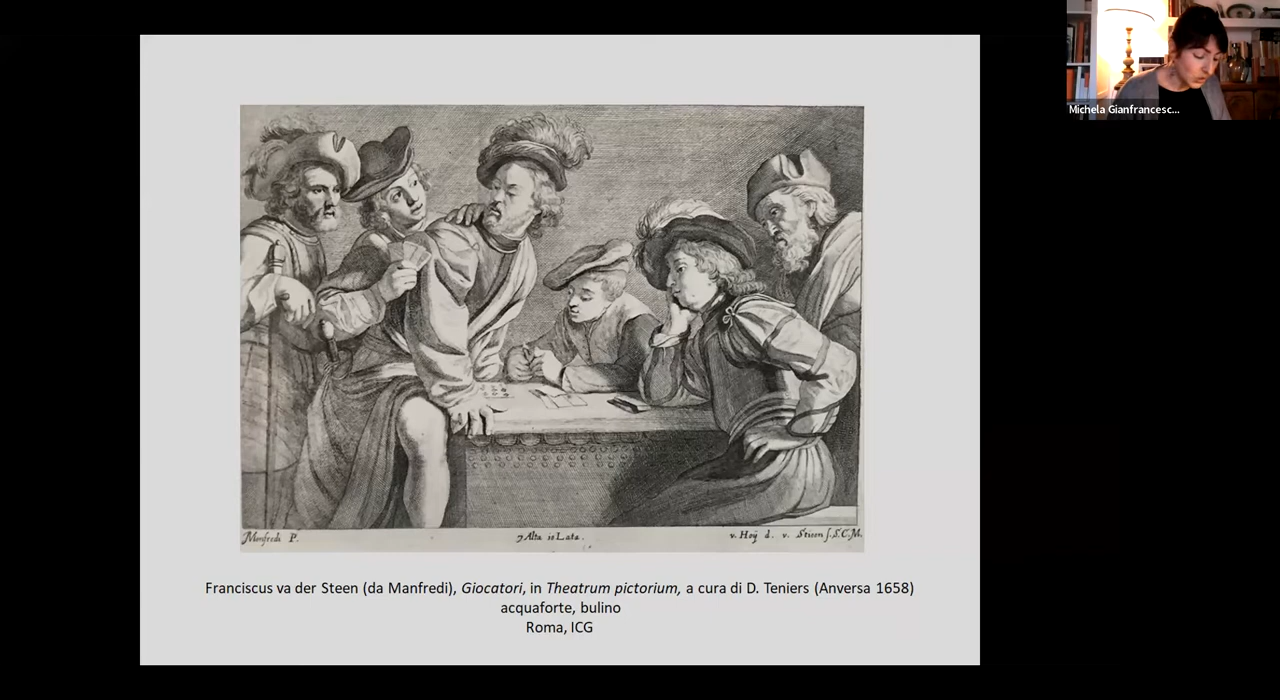 Michela Gianfrancesc...
Manfredi P.
7 Alta 10 Lata.
v. Hoÿ d. v. Steen f. S. C. M.
Franciscus va der Steen (da Manfredi), Giocatori, in Theatrum pictorium, a cura di D. Teniers (Anversa 1658)
acquaforte, bulino
Roma, ICG